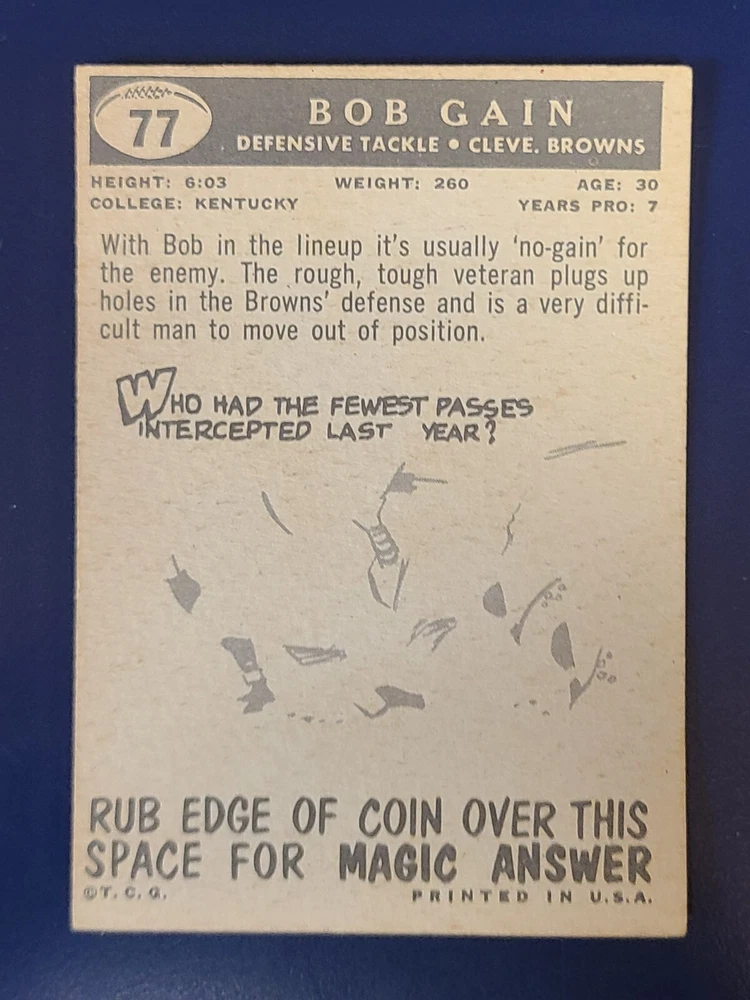 77
BOB GAIN
DEFENSIVE TACKLE • CLEVE. BROWNS
HEIGHT: 6:03 WEIGHT: 260 AGE: 30
COLLEGE: KENTUCKY YEARS PRO: 7
With Bob in the lineup it's usually 'no-gain' for
the enemy. The rough, tough veteran plugs up
holes in the Browns' defense and is a very diffi-
cult man to move out of position.
WHO HAD THE FEWEST PASSES
INTERCEPTED LAST YEAR?
RUB EDGE OF COIN OVER THIS
SPACE FOR MAGIC ANSWER
©T. C. G. PRINTED IN U.S.A.